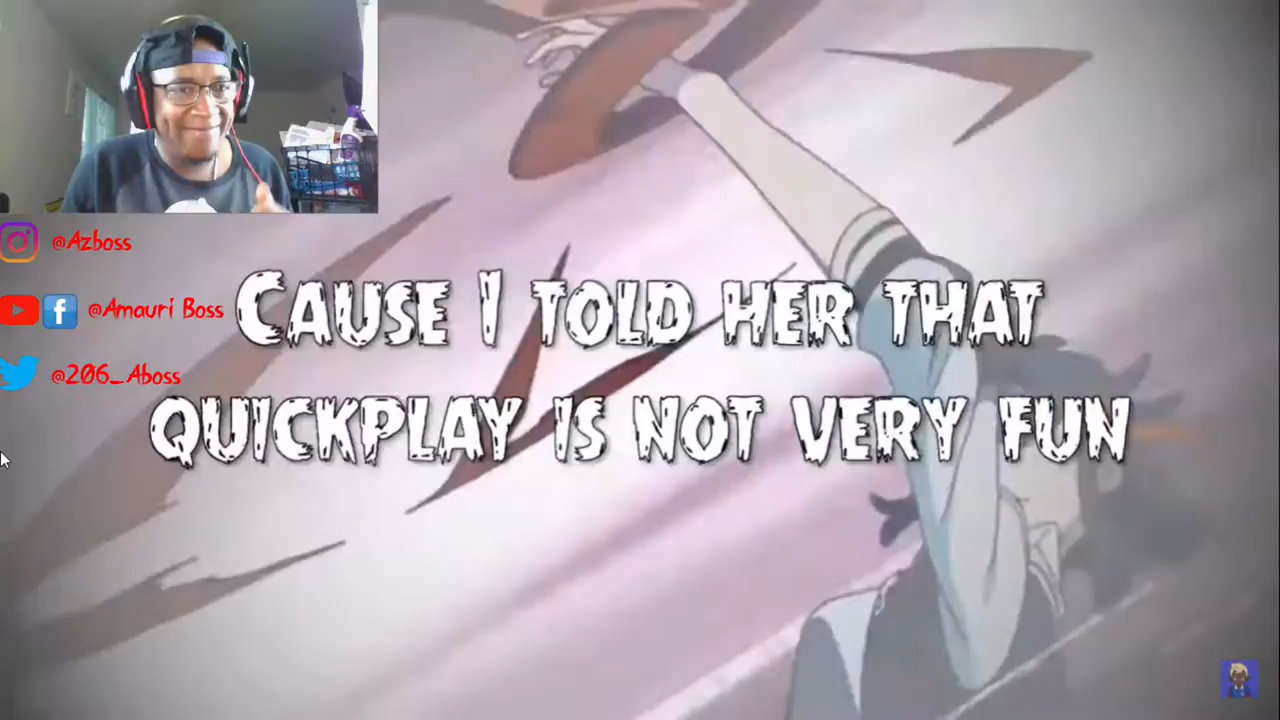 @Azboss
@Amauri Boss
@206_Aboss
CAUSE I TOLD HER THAT
QUICKPLAY IS NOT VERY FUN